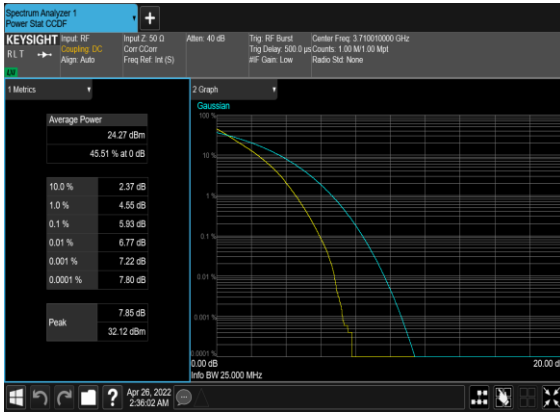 Spectrum Analyzer 1
Power Stat CCDF
+
KEYSIGHT
RLT
Input: RF
Coupling: DC
Align: Auto
Input Z: 50 Ω
Corr CCorr
Freq Ref: Int (S)
Atten: 40 dB
Trig: RF Burst
Trig Delay: 500.0 µs
#IF Gain: Low
Center Freq: 3.710010000 GHz
Counts: 1.00 M/1.00 Mpt
Radio Std: None
1 Metrics
Average Power
24.27 dBm
45.51 % at 0 dB
10.0 % 2.37 dB
1.0 % 4.55 dB
0.1 % 5.93 dB
0.01 % 6.77 dB
0.001 % 7.22 dB
0.0001 % 7.80 dB
Peak
7.85 dB
32.12 dBm
2 Graph
Gaussian
100 %
10 %
1 %
0.1 %
0.01 %
0.001 %
0.0001 %
0.00 dB
20.00 d
Info BW 25.000 MHz
?
Apr 26, 2022
2:36:02 AM